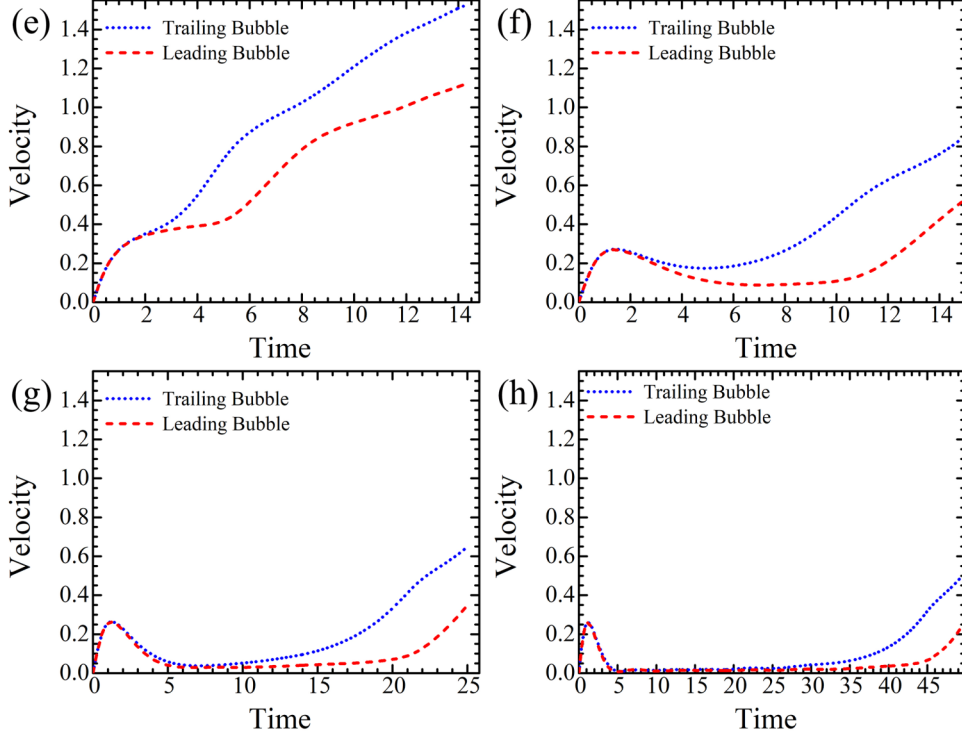 (e)
Trailing Bubble
Leading Bubble
Velocity
1.4
1.2
1.0
0.8
0.6
0.4
0.2
0.0
0 2 4 6 8 10 12 14
Time
(f)
Trailing Bubble
Leading Bubble
Velocity
1.4
1.2
1.0
0.8
0.6
0.4
0.2
0.0
0 2 4 6 8 10 12 14
Time
(g)
Trailing Bubble
Leading Bubble
Velocity
1.4
1.2
1.0
0.8
0.6
0.4
0.2
0.0
0 5 10 15 20 25
Time
(h)
Trailing Bubble
Leading Bubble
Velocity
1.4
1.2
1.0
0.8
0.6
0.4
0.2
0.0
0 5 10 15 20 25 30 35 40 45
Time